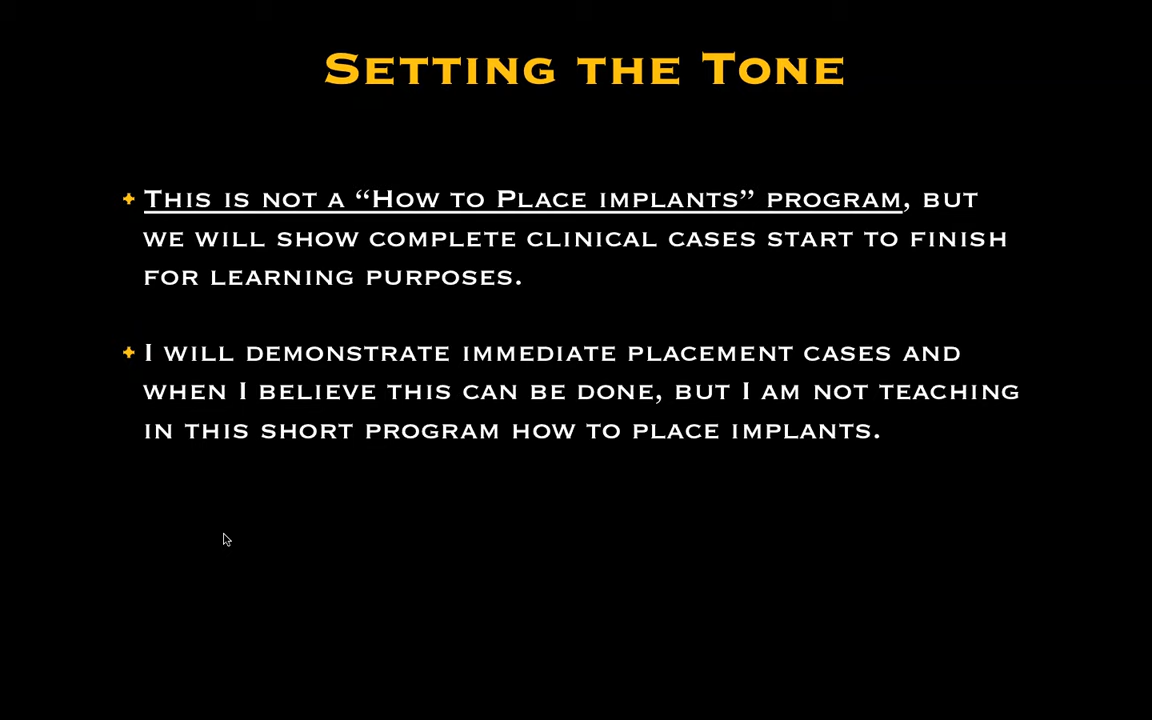 Setting the Tone
This is not a “How to Place implants” program, but
we will show complete clinical cases start to finish
for learning purposes.
I will demonstrate immediate placement cases and
when I believe this can be done, but I am not teaching
in this short program how to place implants.